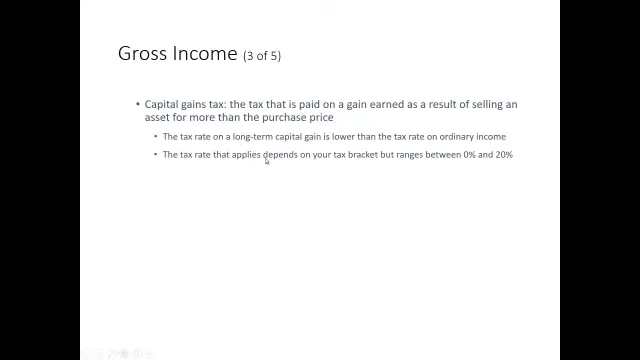 Gross Income (3 of 5)
• Capital gains tax: the tax that is paid on a gain earned as a result of selling an
asset for more than the purchase price
• The tax rate on a long-term capital gain is lower than the tax rate on ordinary income
• The tax rate that applies depends on your tax bracket but ranges between 0% and 20%